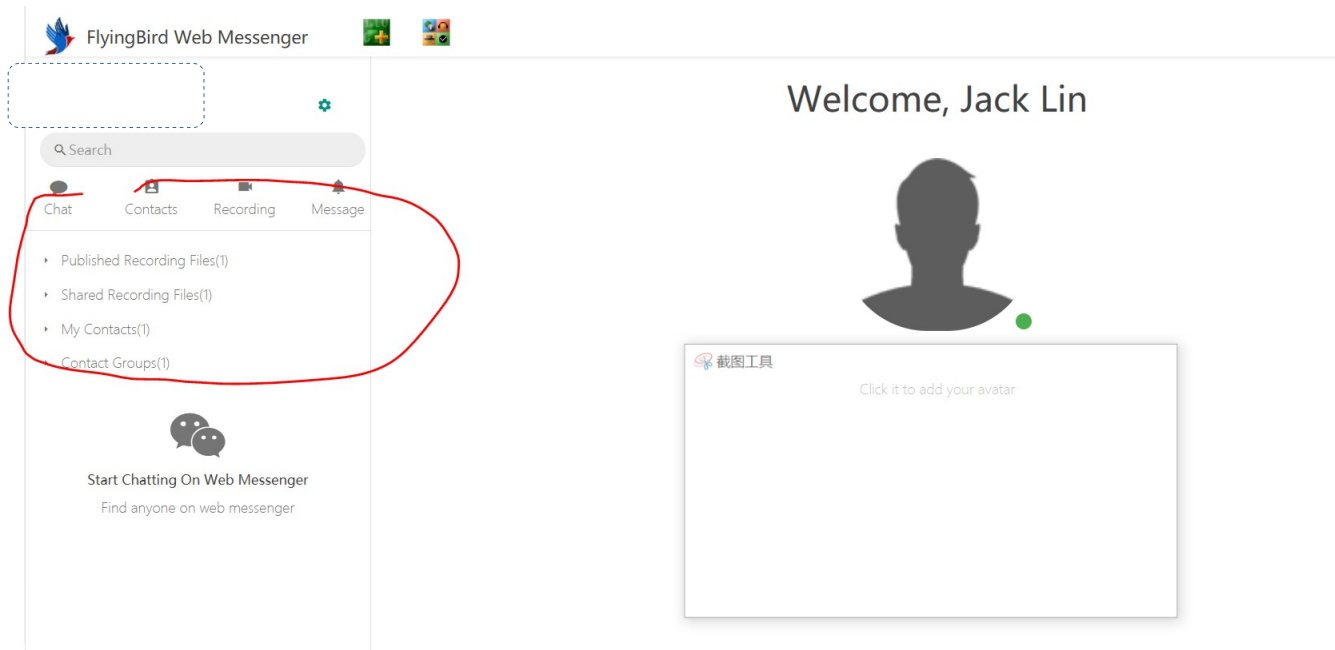 FlyingBird Web Messenger
Welcome, Jack Lin
Search
Chat Contacts Recording Message
Published Recording Files(1)
Shared Recording Files(1)
My Contacts(1)
Contact Groups(1)
截图工具
Click it to add your avatar
Start Chatting On Web Messenger
Find anyone on web messenger